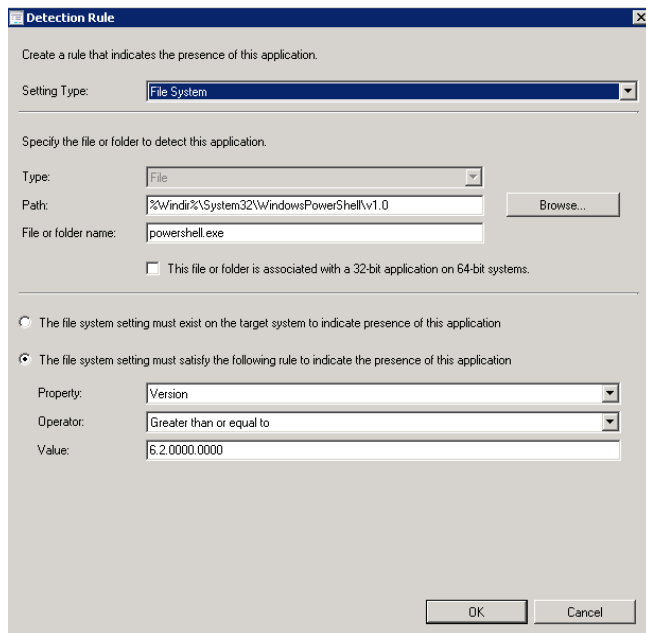 Detection Rule
Create a rule that indicates the presence of this application.
Setting Type: File System
Specify the file or folder to detect this application.
Type: File
Path: %Windir%\System32\WindowsPowerShell\v1.0 Browse...
File or folder name: powershell.exe
This file or folder is associated with a 32-bit application on 64-bit systems.
The file system setting must exist on the target system to indicate presence of this application
The file system setting must satisfy the following rule to indicate the presence of this application
Property: Version
Operator: Greater than or equal to
Value: 6.2.0000.0000
OK Cancel